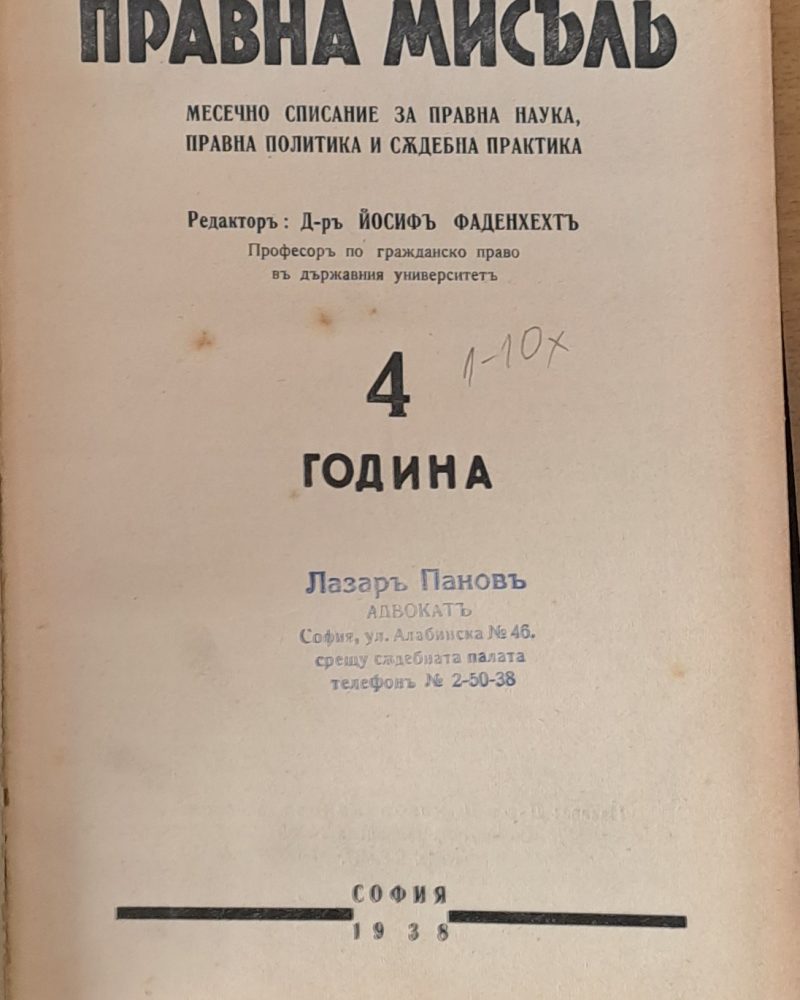 ПРАВНА МИСЪЛЬ
МЕСЕЧНО СПИСАНИЕ ЗА ПРАВНА НАУКА,
ПРАВНА ПОЛИТИКА И СѪДЕБНА ПРАКТИКА
Редакторъ: Д-ръ ЙОСИФЪ ФАДЕНХЕХТЪ
Професоръ по гражданско право
въ държавния университетъ
1-10х
4
ГОДИНА
Лазаръ Пановъ
АДВОКАТЪ
София, ул. Алабинска № 46.
срещу сѫдебната палата
телефонъ № 2-50-38
СОФИЯ
1938